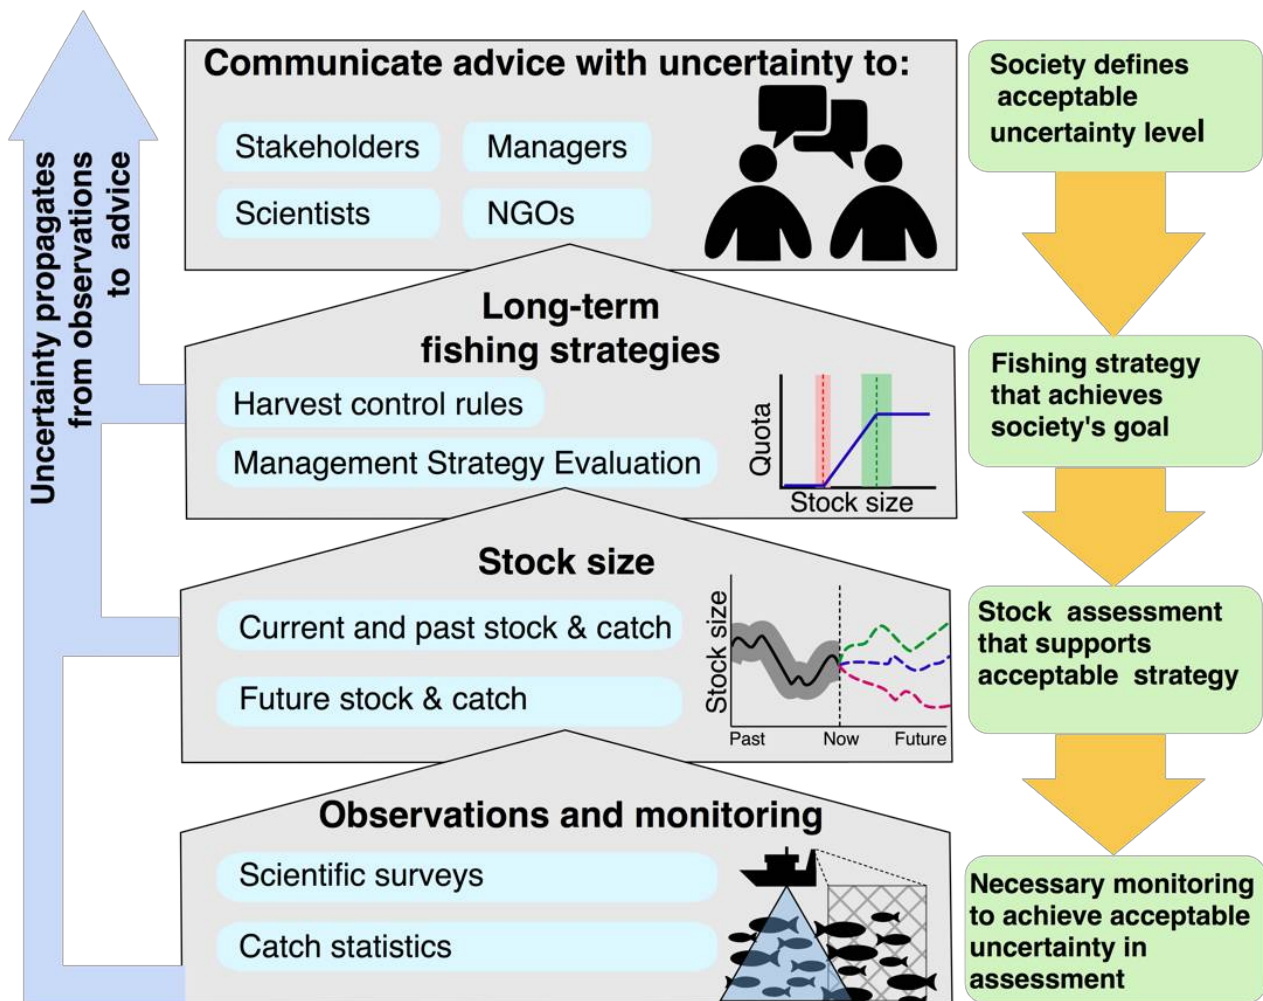 Communicate advice with uncertainty to:
Stakeholders
Managers
Scientists
NGOs
Society defines
acceptable
uncertainty level
Uncertainty propagates
from observations
to advice
Long-term
fishing strategies
Harvest control rules
Management Strategy Evaluation
Quota
Stock size
Fishing strategy
that achieves
society's goal
Stock size
Current and past stock & catch
Future stock & catch
Stock size
Past
Now
Future
Stock assessment
that supports
acceptable strategy
Observations and monitoring
Scientific surveys
Catch statistics
Necessary monitoring
to achieve acceptable
uncertainty in
assessment